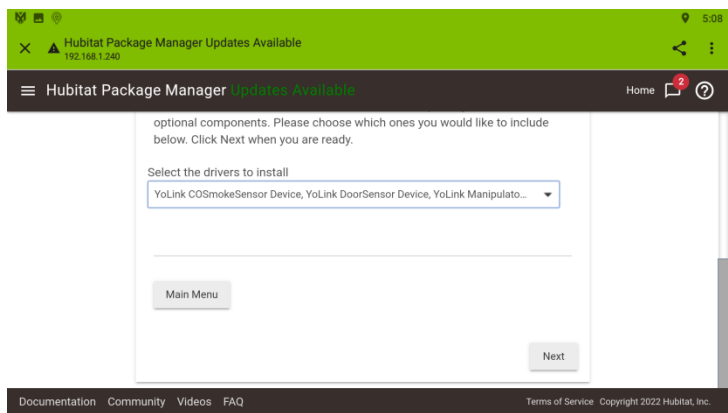 5:08
Hubitat Package Manager Updates Available
192.168.1.240
Hubitat Package Manager Updates Available
Home
2
optional components. Please choose which ones you would like to include
below. Click Next when you are ready.
Select the drivers to install
YoLink COSmokeSensor Device, YoLink DoorSensor Device, YoLink Manipulato...
Main Menu
Next
Documentation Community Videos FAQ
Terms of Service Copyright 2022 Hubitat, Inc.